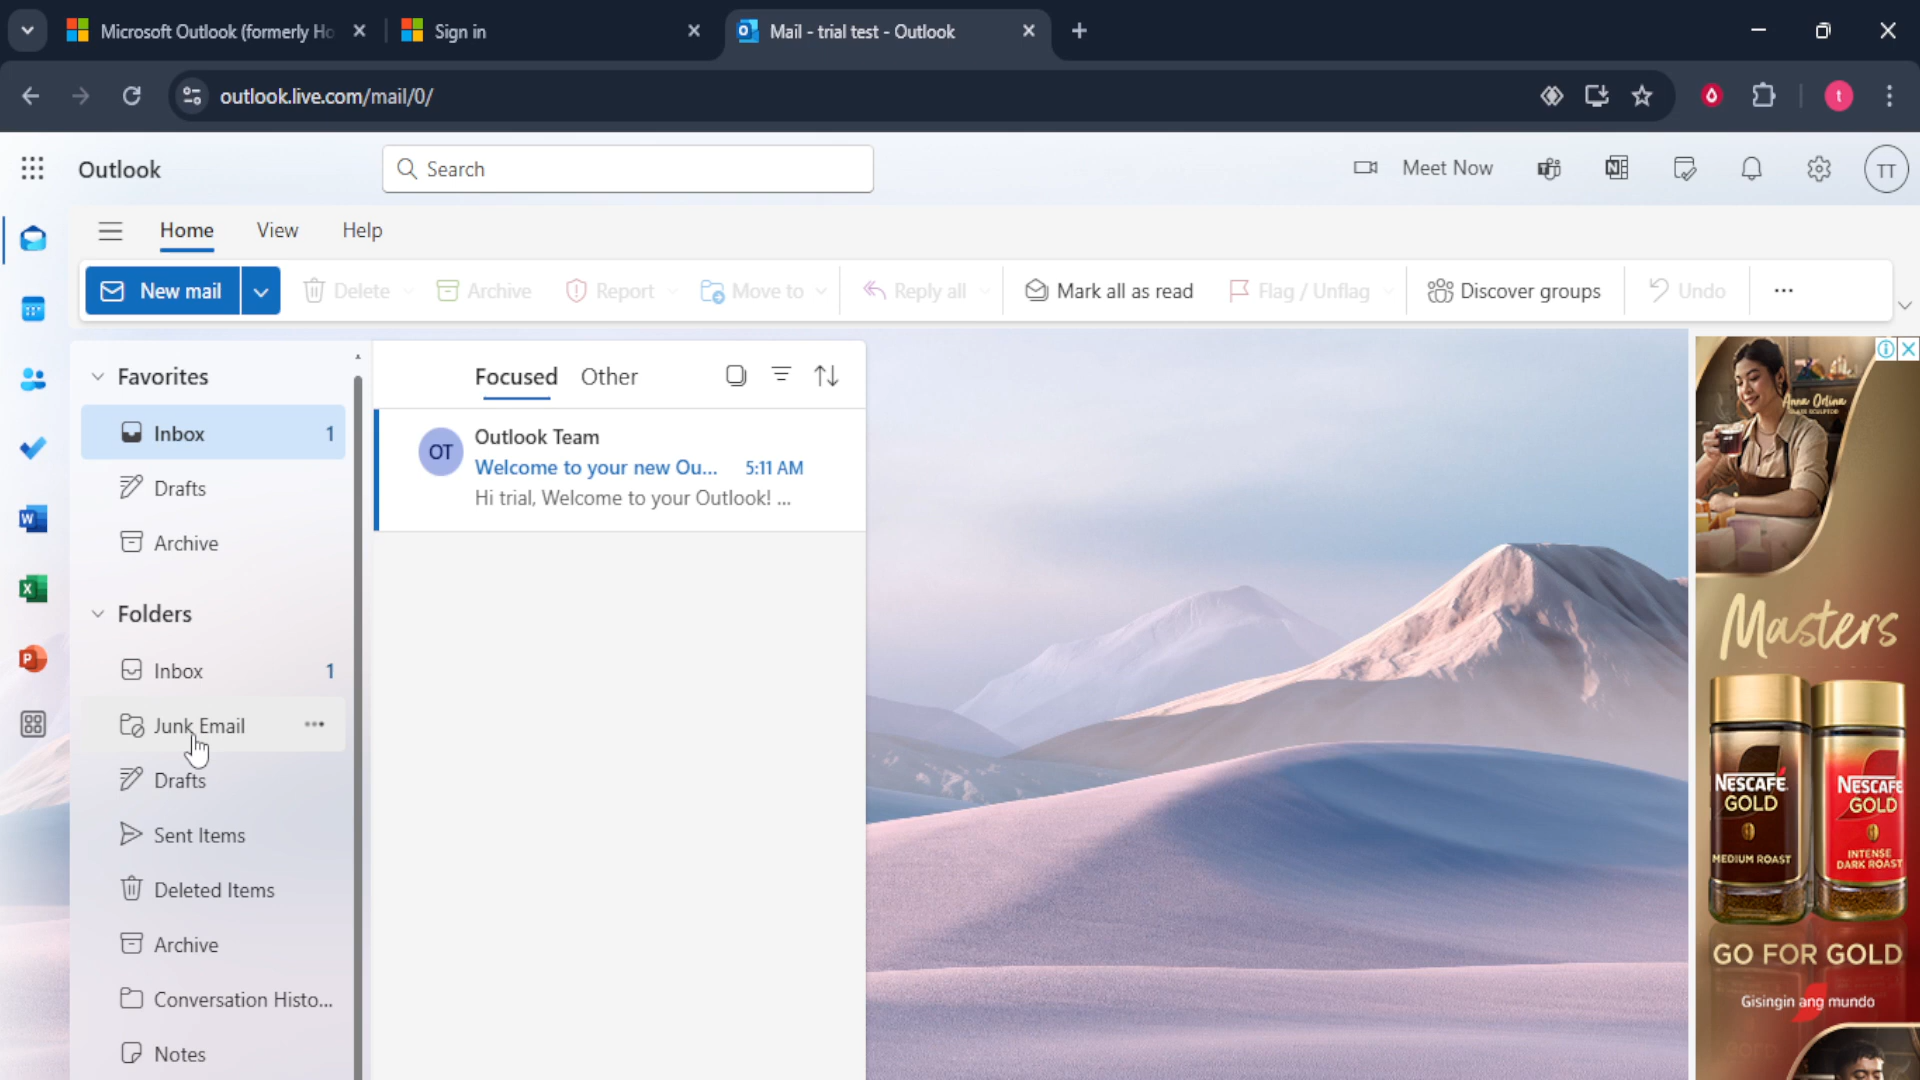 Microsoft Outlook (formerly Ho
Sign in
Mail - trial test - Outlook
outlook.live.com/mail/0/
t
Outlook
Search
Meet Now
TT
Home
View
Help
New mail
Delete
Archive
Report
Move to
Reply all
Mark all as read
Flag / Unflag
Discover groups
Undo
Favorites
Inbox 1
Drafts
Archive
Folders
Inbox 1
Junk Email
Drafts
Sent Items
Deleted Items
Archive
Conversation Histo...
Notes
Focused
Other
OT
Outlook Team
Welcome to your new Ou... 5:11 AM
Hi trial, Welcome to your Outlook! ...
Anna Orlina
Masters
NESCAFÉ
GOLD
MEDIUM ROAST
NESCAFÉ
GOLD
INTENSE
DARK ROAST
GO FOR GOLD
Gisingin ang mundo